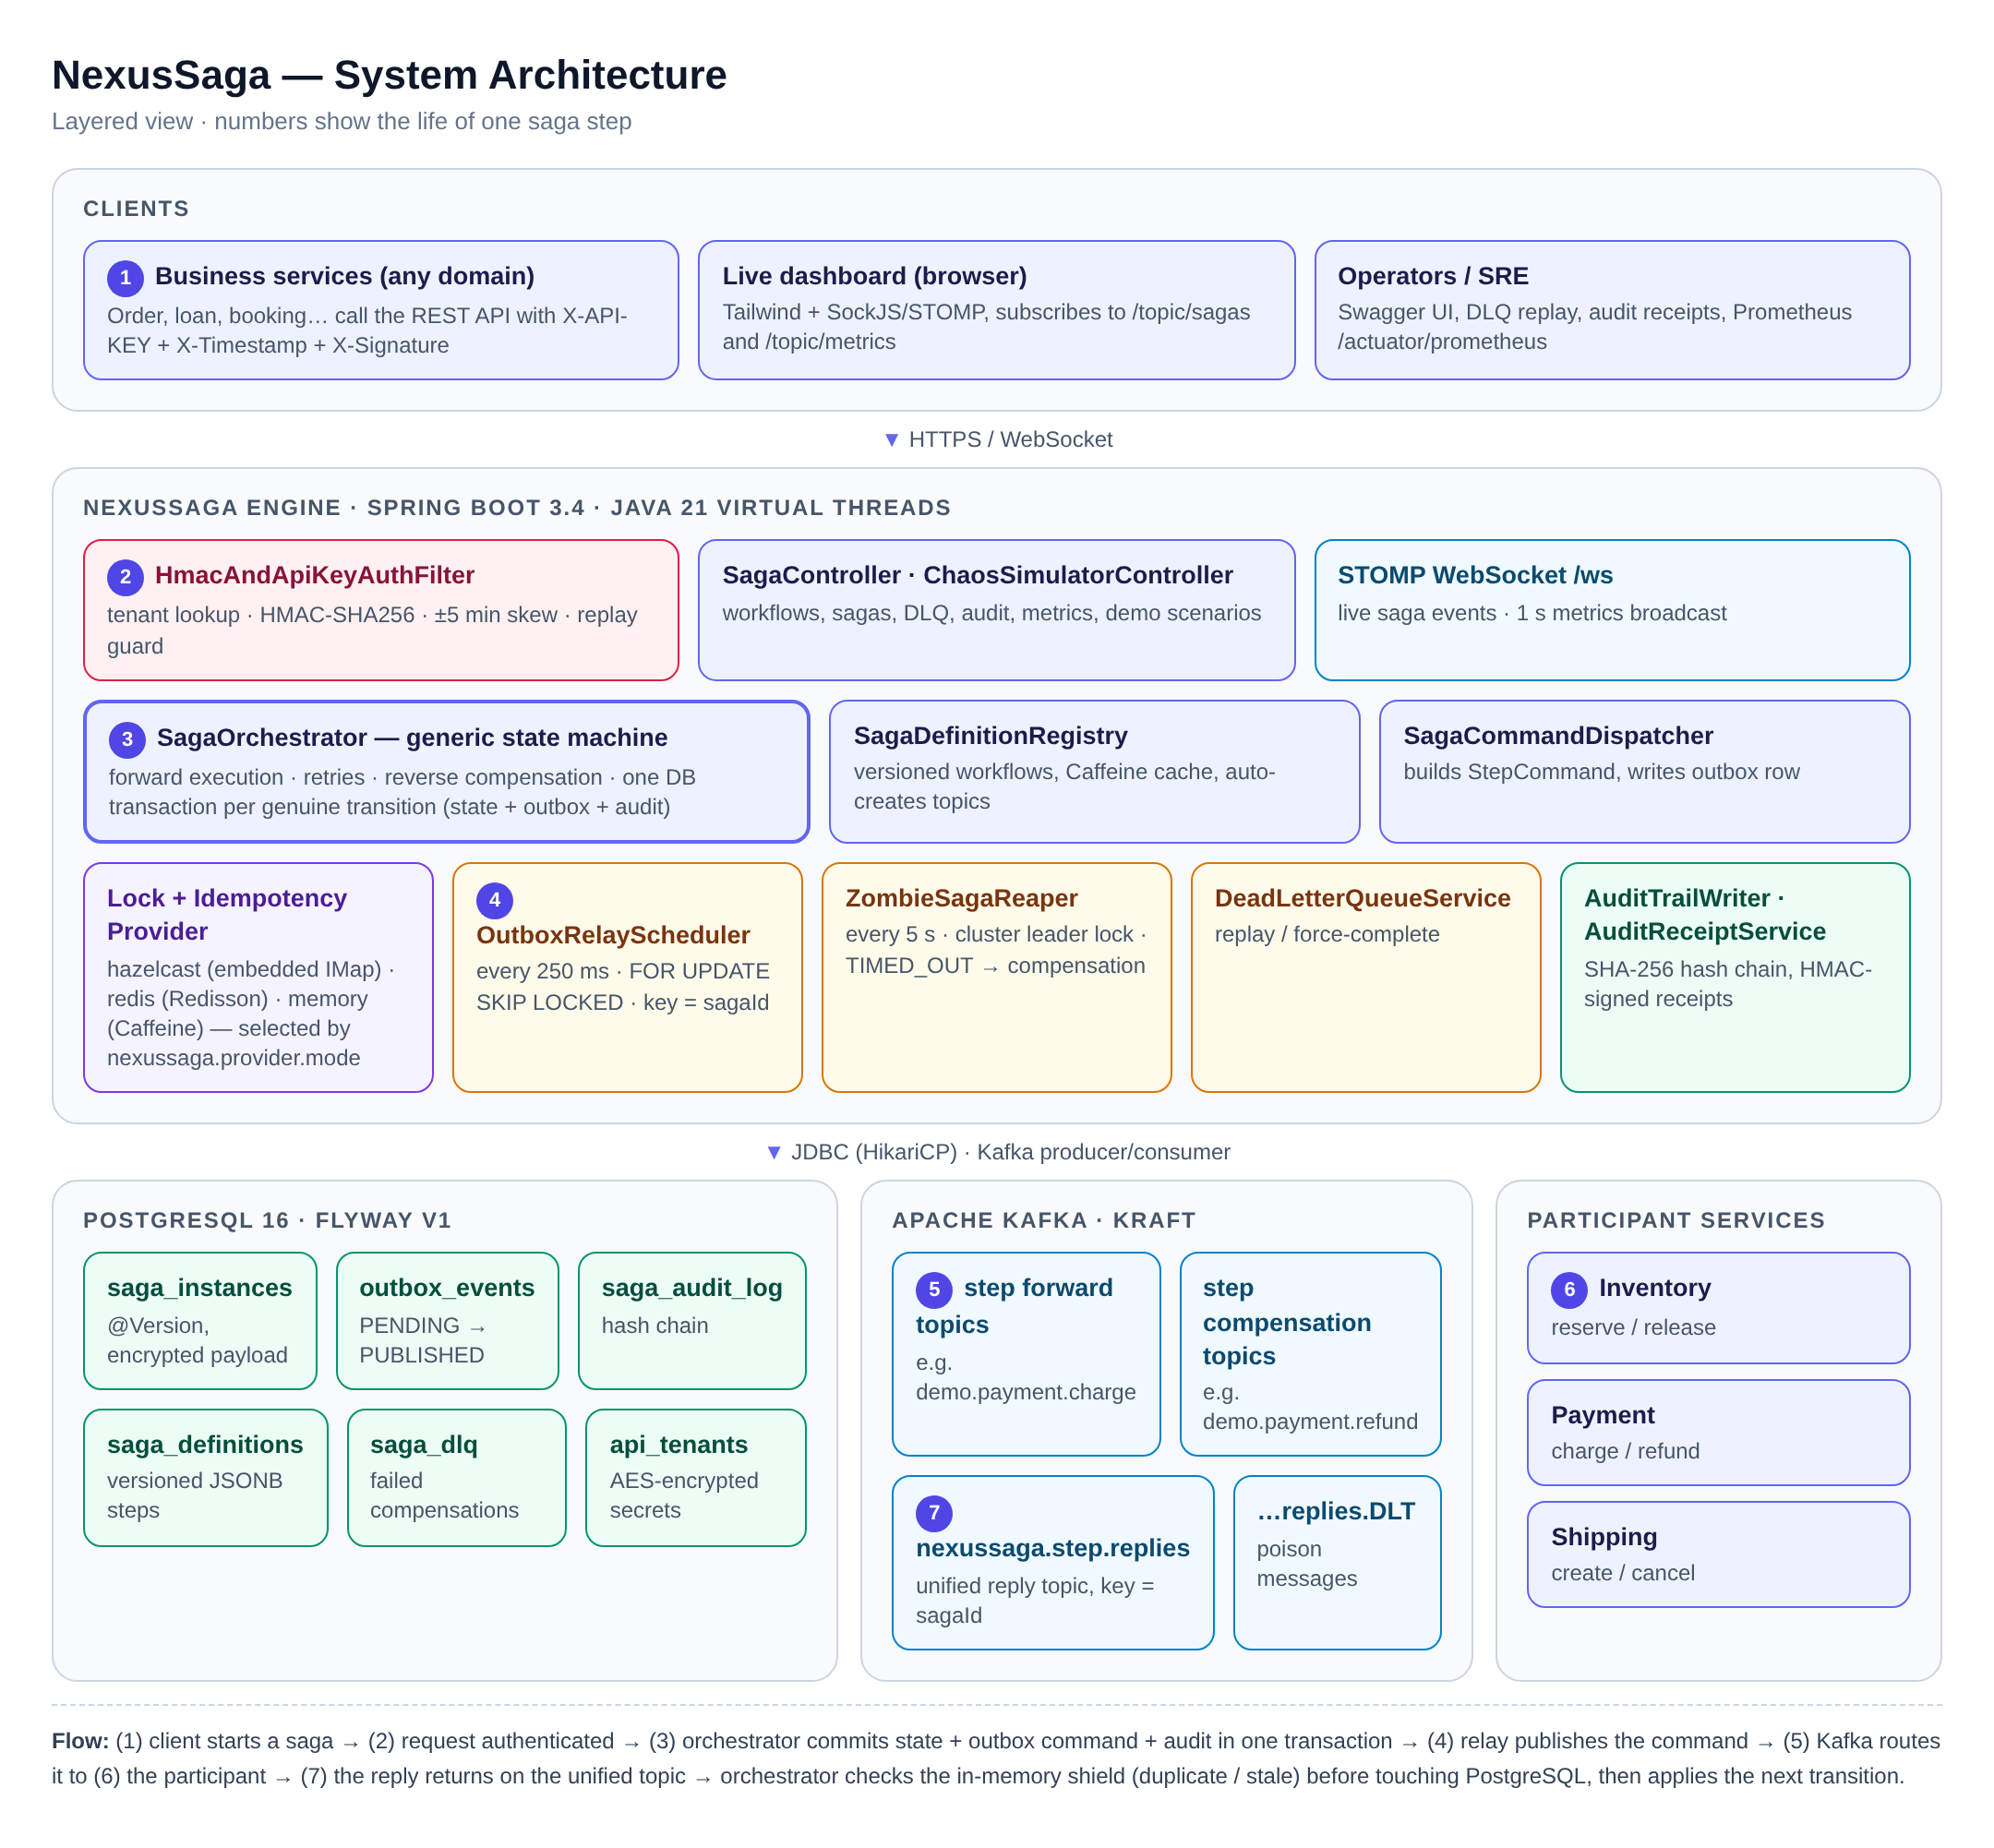 NexusSaga — System Architecture
Layered view · numbers show the life of one saga step
CLIENTS
1 Business services (any domain)
Order, loan, booking… call the REST API with X-API-
KEY + X-Timestamp + X-Signature
Live dashboard (browser)
Tailwind + SockJS/STOMP, subscribes to /topic/sagas
and /topic/metrics
Operators / SRE
Swagger UI, DLQ replay, audit receipts, Prometheus
/actuator/prometheus
▼ HTTPS / WebSocket
NEXUSSAGA ENGINE · SPRING BOOT 3.4 · JAVA 21 VIRTUAL THREADS
2 HmacAndApiKeyAuthFilter
tenant lookup · HMAC-SHA256 · ±5 min skew · replay
guard
SagaController · ChaosSimulatorController
workflows, sagas, DLQ, audit, metrics, demo scenarios
STOMP WebSocket /ws
live saga events · 1 s metrics broadcast
3 SagaOrchestrator — generic state machine
forward execution · retries · reverse compensation · one DB
transaction per genuine transition (state + outbox + audit)
SagaDefinitionRegistry
versioned workflows, Caffeine cache, auto-
creates topics
SagaCommandDispatcher
builds StepCommand, writes outbox row
Lock + Idempotency
Provider
hazelcast (embedded IMap) ·
redis (Redisson) · memory
(Caffeine) — selected by
nexussaga.provider.mode
4
OutboxRelayScheduler
every 250 ms · FOR UPDATE
SKIP LOCKED · key = sagaId
ZombieSagaReaper
every 5 s · cluster leader lock ·
TIMED_OUT → compensation
DeadLetterQueueService
replay / force-complete
AuditTrailWriter ·
AuditReceiptService
SHA-256 hash chain, HMAC-
signed receipts
▼ JDBC (HikariCP) · Kafka producer/consumer
POSTGRESQL 16 · FLYWAY V1
saga_instances
@Version,
encrypted payload
outbox_events
PENDING →
PUBLISHED
saga_audit_log
hash chain
saga_definitions
versioned JSONB
steps
saga_dlq
failed
compensations
api_tenants
AES-encrypted
secrets
APACHE KAFKA · KRAFT
5 step forward
topics
e.g.
demo.payment.charge
step
compensation
topics
e.g.
demo.payment.refund
7
nexussaga.step.replies
unified reply topic, key =
sagaId
…replies.DLT
poison
messages
PARTICIPANT SERVICES
6 Inventory
reserve / release
Payment
charge / refund
Shipping
create / cancel
Flow: (1) client starts a saga → (2) request authenticated → (3) orchestrator commits state + outbox command + audit in one transaction → (4) relay publishes the command → (5) Kafka routes
it to (6) the participant → (7) the reply returns on the unified topic → orchestrator checks the in-memory shield (duplicate / stale) before touching PostgreSQL, then applies the next transition.